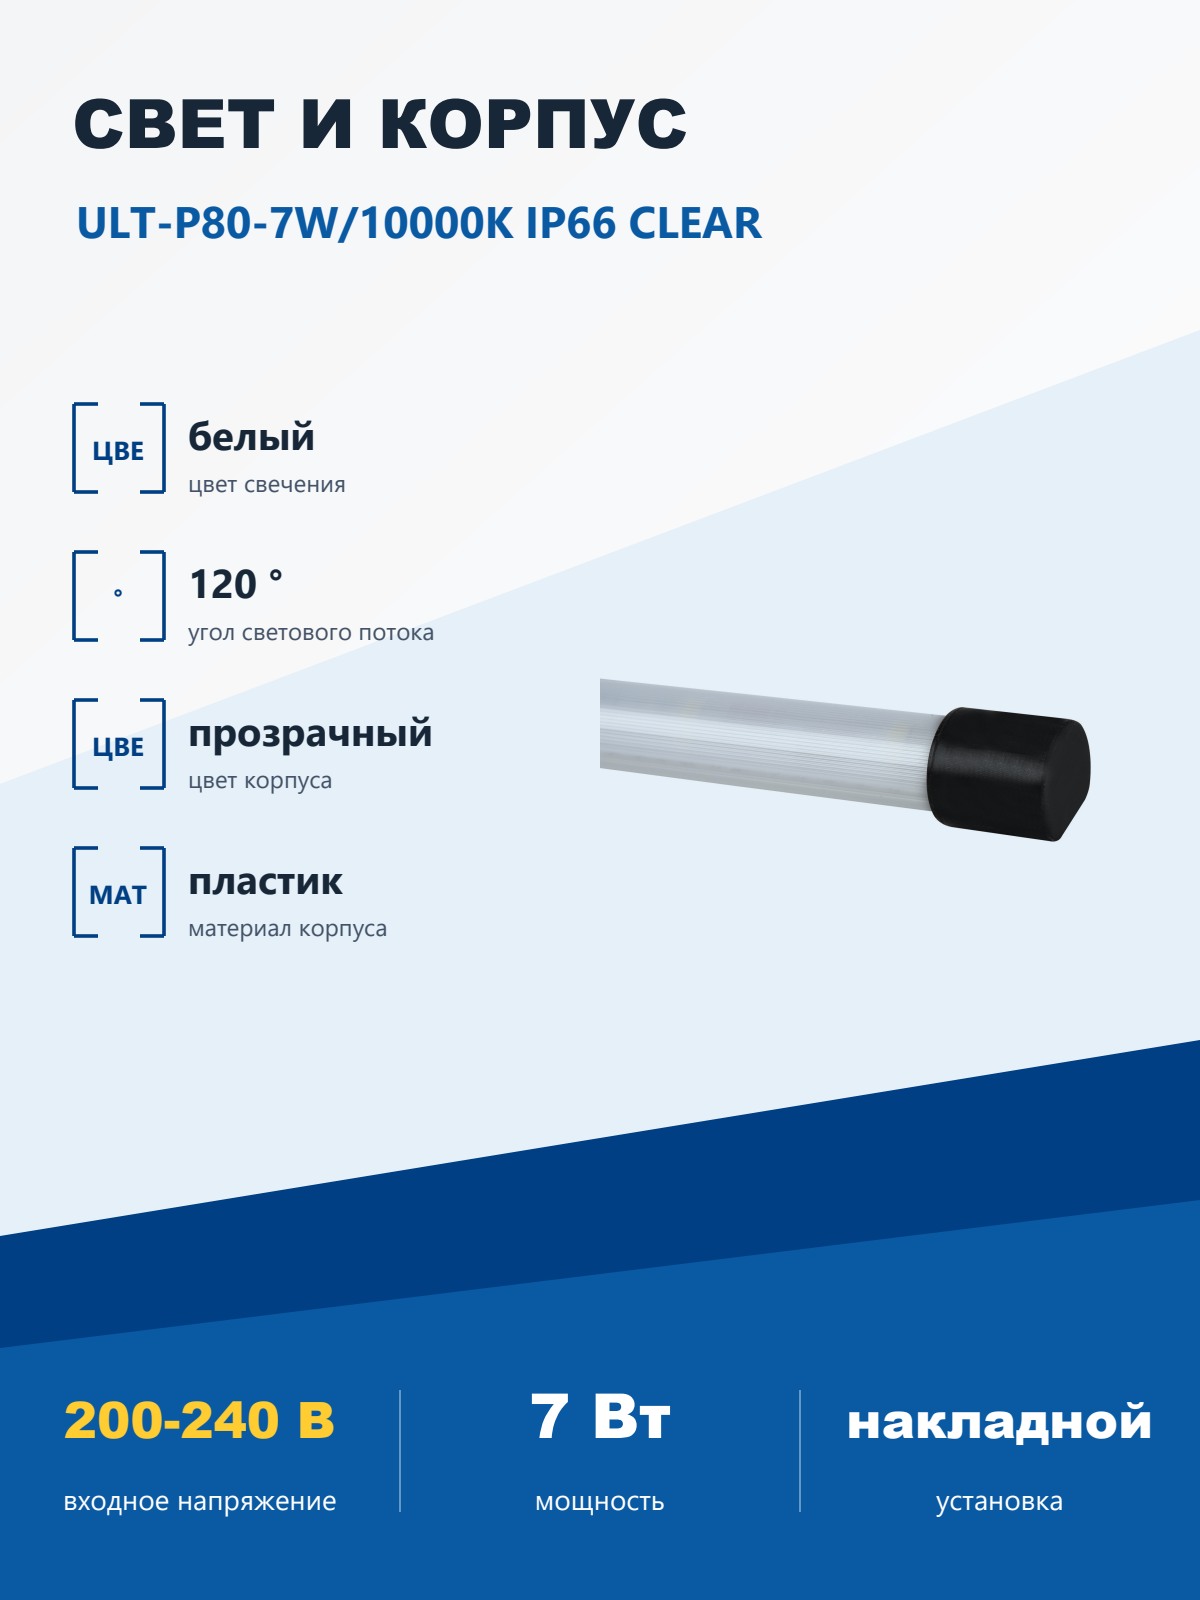 СВЕТ И КОРПУС
ULT-P80-7W/10000K IP66 CLEAR
ЦВЕ
белый
цвет свечения
°
120 °
угол светового потока
ЦВЕ
прозрачный
цвет корпуса
МАТ
пластик
материал корпуса
200-240 В
входное напряжение
7 Вт
мощность
накладной
установка